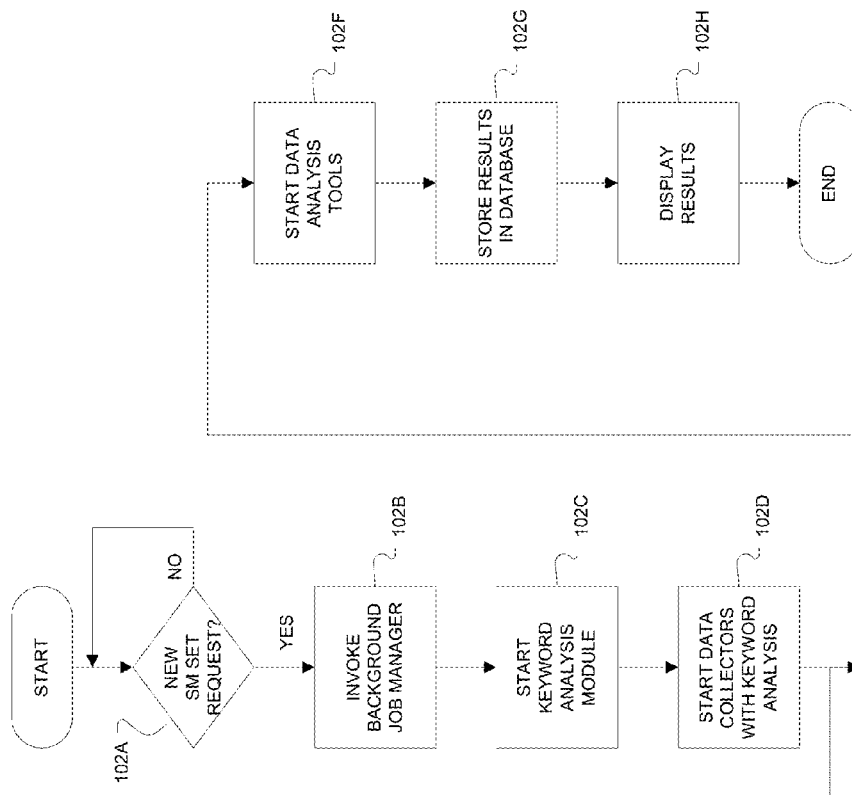 START
NEW
SM SET
REQUEST?
102A
NO
YES
INVOKE
BACKGROUND
JOB MANAGER
102B
START
KEYWORD
ANALYSIS
MODULE
102C
START DATA
COLLECTORS
WITH KEYWORD
ANALYSIS
102D
START DATA
ANALYSIS
TOOLS
102F
STORE RESULTS
IN DATABASE
102G
DISPLAY
RESULTS
102H
END